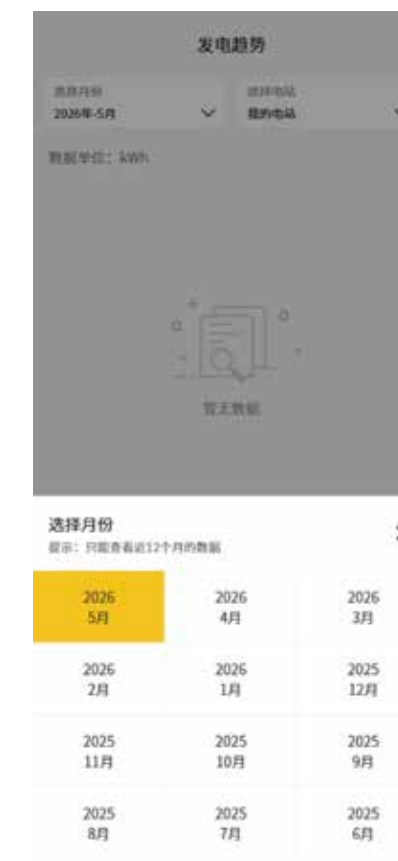 发电趋势
选择月份
选择电站
2026年-5月
我的电站
数据单位：kWh
暂无数据
选择月份
提示：只能查看近12个月的数据
2026
5月
2026
4月
2026
3月
2026
2月
2026
1月
2025
12月
2025
11月
2025
10月
2025
9月
2025
8月
2025
7月
2025
6月